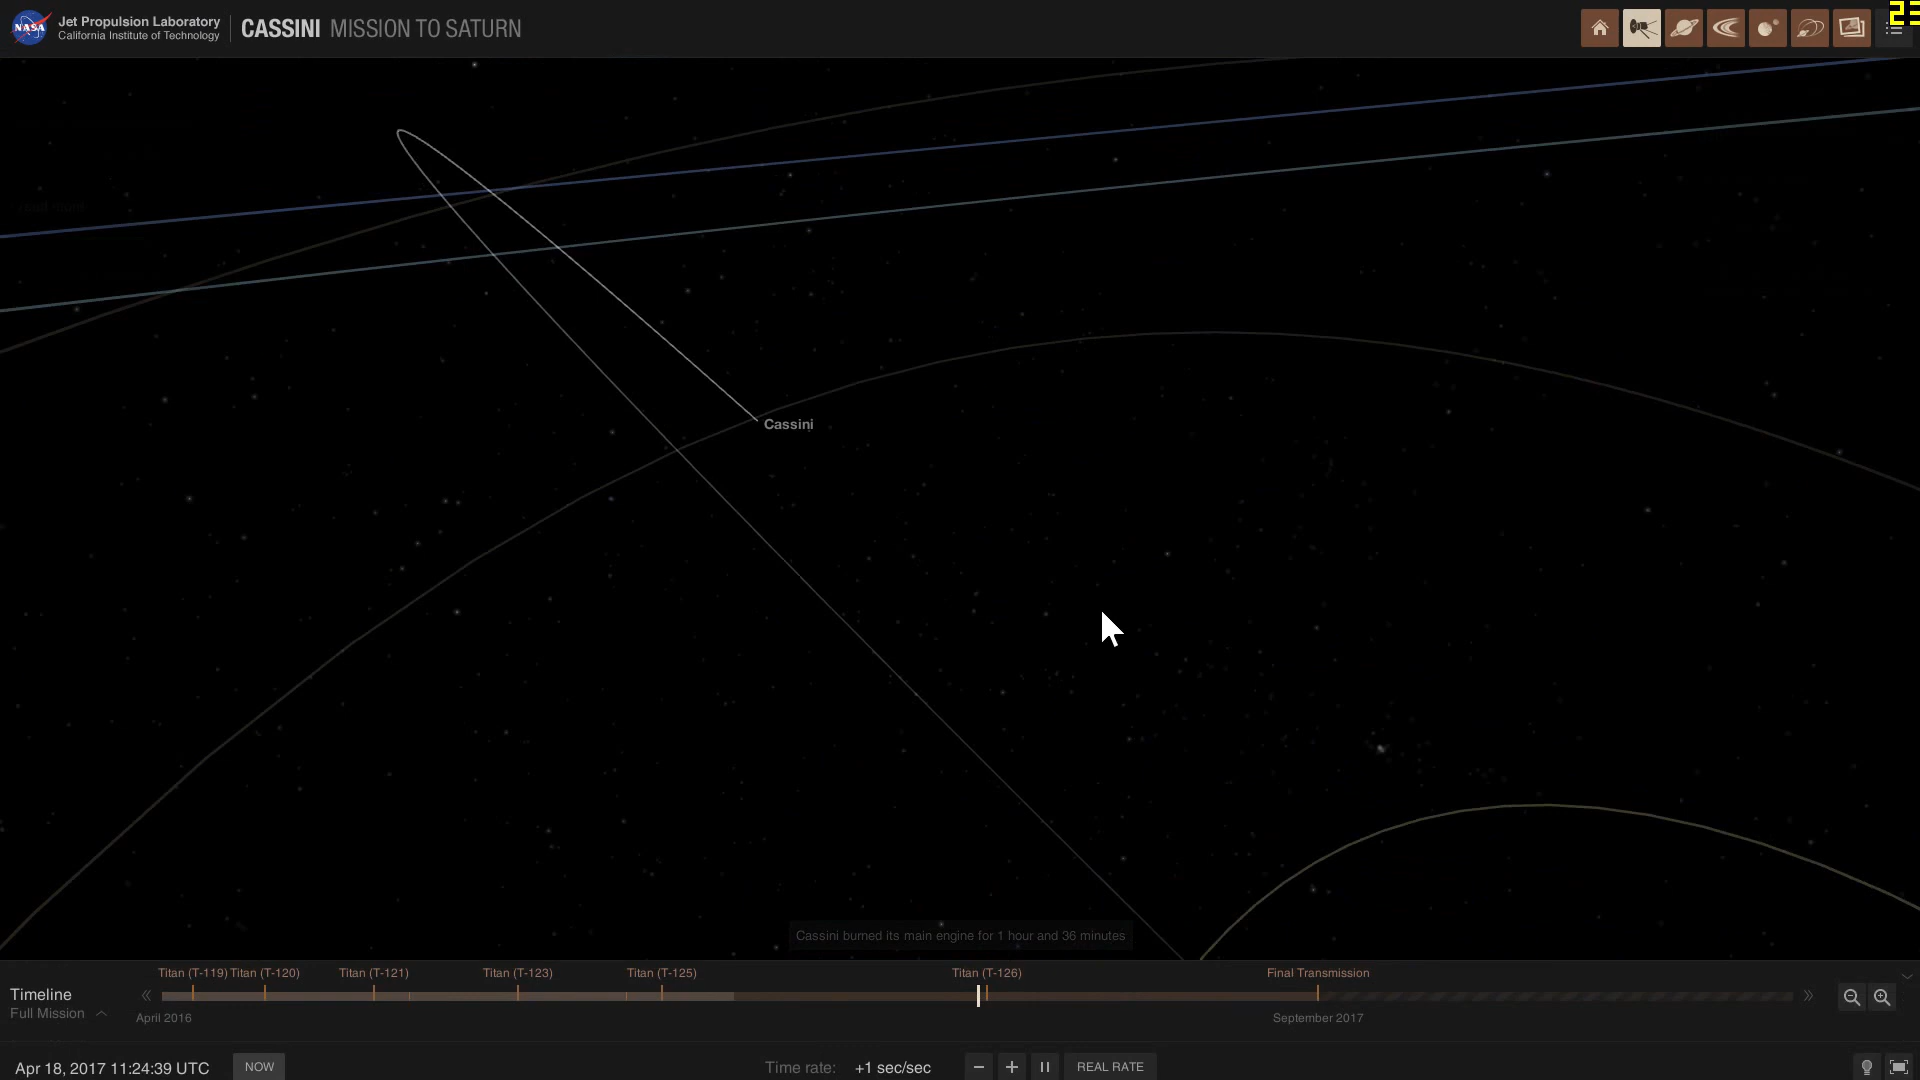 NASA
Jet Propulsion Laboratory
California Institute of Technology
CASSINI MISSION TO SATURN
23
read more
Cassini
Cassini burned its main engine for 1 hour and 36 minutes
Titan (T-119) Titan (T-120) Titan (T-121) Titan (T-123) Titan (T-125) Titan (T-126) Final Transmission
Timeline
Full Mission
April 2016 September 2017
Apr 18, 2017 11:24:39 UTC NOW Time rate: +1 sec/sec REAL RATE